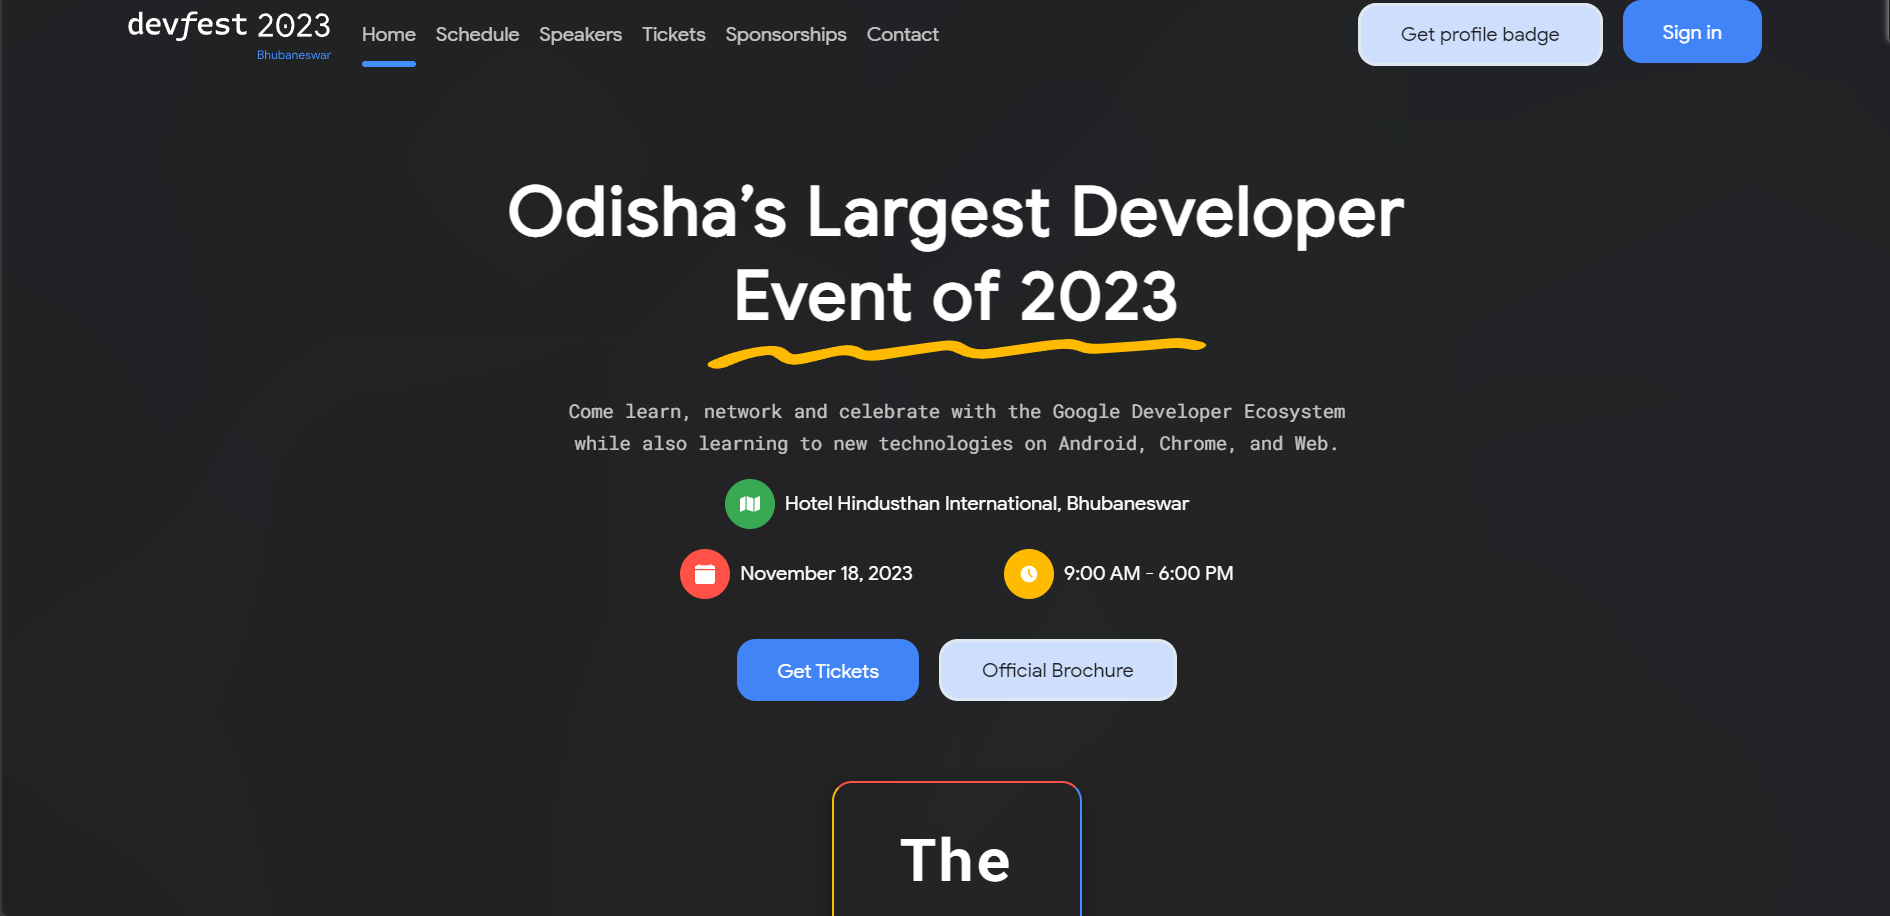 devfest 2023
Bhubaneswar
Home Schedule Speakers Tickets Sponsorships Contact
Get profile badge
Sign in
Odisha’s Largest Developer
Event of 2023
Come learn, network and celebrate with the Google Developer Ecosystem
while also learning to new technologies on Android, Chrome, and Web.
Hotel Hindusthan International, Bhubaneswar
November 18, 2023
9:00 AM - 6:00 PM
Get Tickets
Official Brochure
The